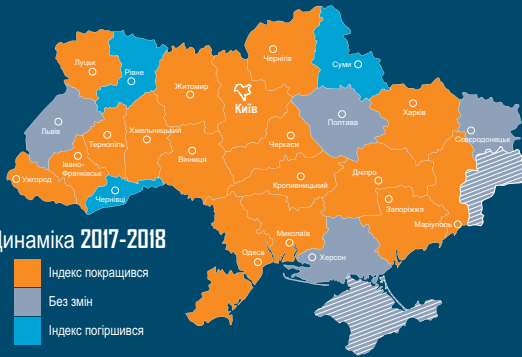 Луцьк
Рівне
Чернігів
Суми
Житомир
Київ
Львів
Тернопіль
Хмельницький
Полтава
Харків
Сєвєродонецьк
Івано-
Франківськ
Вінниця
Черкаси
Ужгород
Чернівці
Кропивницький
Дніпро
Запоріжжя
Маріуполь
Миколаїв
Одеса
Херсон
Динаміка 2017-2018
Індекс покращився
Без змін
Індекс погіршився